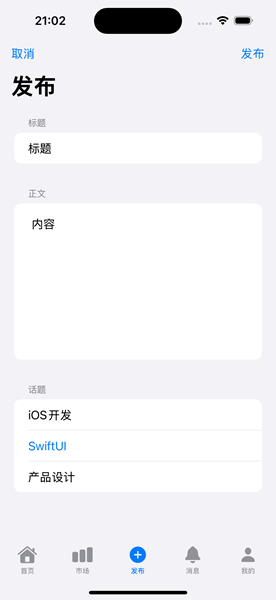 21:02
取消
发布
发布
标题
标题
正文
内容
话题
iOS开发
SwiftUI
产品设计
首页
市场
发布
消息
我的